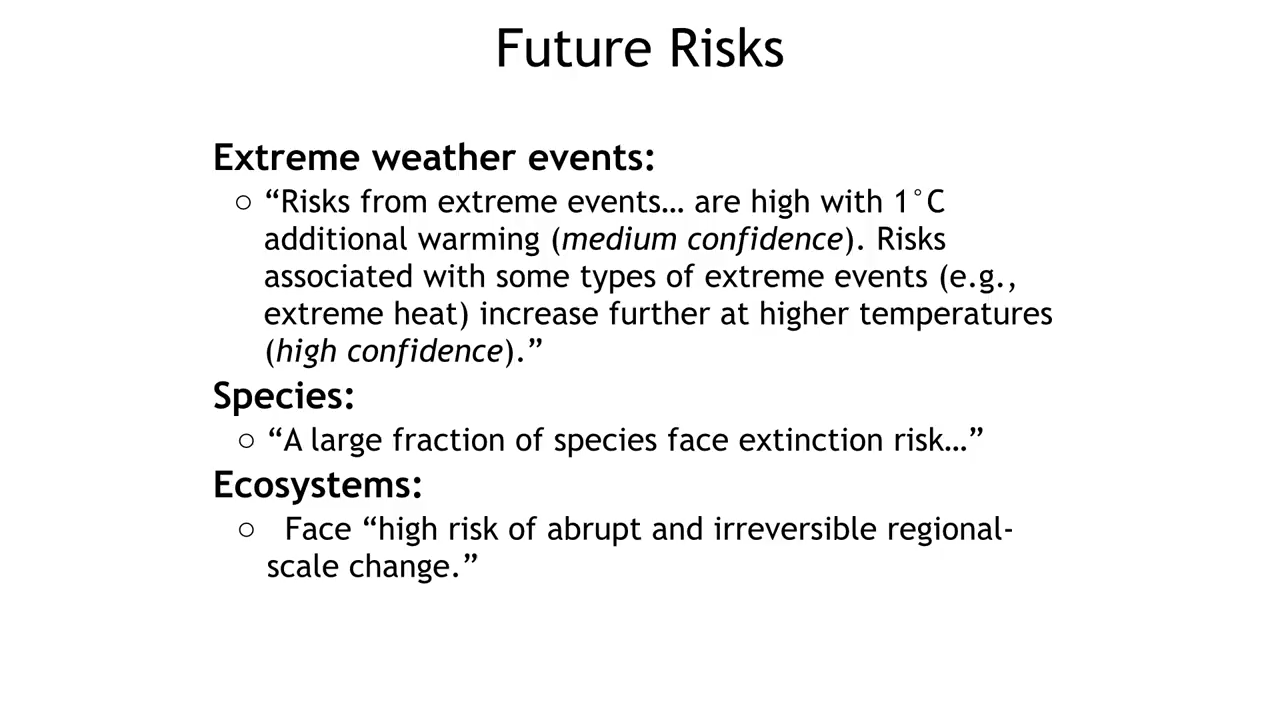 Future Risks
Extreme weather events:
○ “Risks from extreme events… are high with 1°C
additional warming (medium confidence). Risks
associated with some types of extreme events (e.g.,
extreme heat) increase further at higher temperatures
(high confidence).”
Species:
○ “A large fraction of species face extinction risk…”
Ecosystems:
○ Face “high risk of abrupt and irreversible regional-
scale change.”